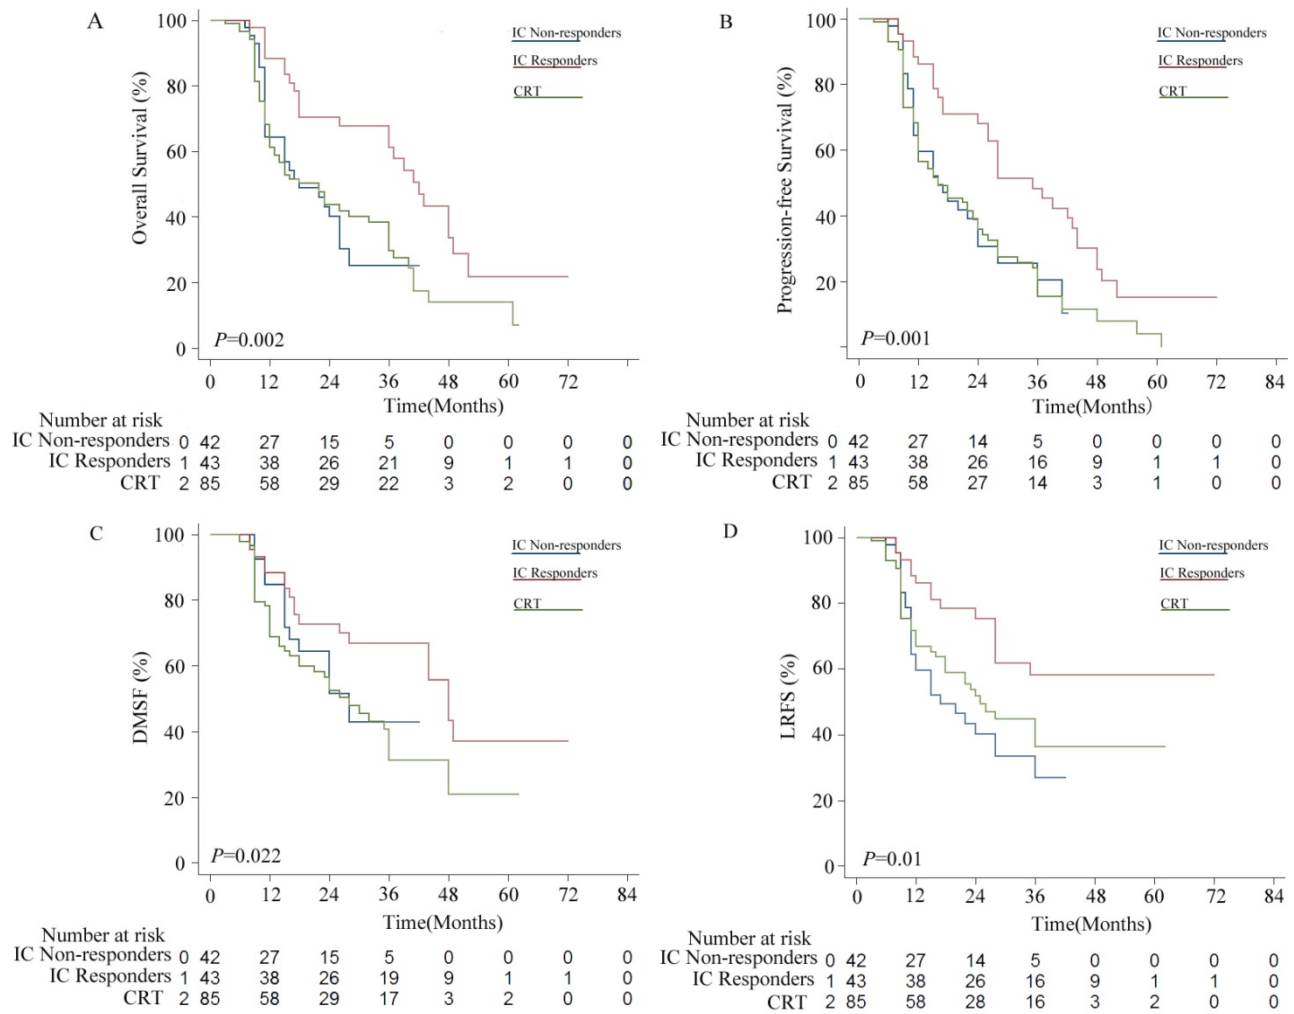 A
100
80
60
40
20
0
Overall Survival (%)
IC Non-responders
IC Responders
CRT
P=0.002
0 12 24 36 48 60 72
Time(Months)
Number at risk
IC Non-responders 0 42 27 15 5 0 0 0 0
IC Responders 1 43 38 26 21 9 1 1 0
CRT 2 85 58 29 22 3 2 0 0
B
100
80
60
40
20
Progression-free Survival (%)
IC Non-responders
IC Responders
CRT
P=0.001
0 12 24 36 48 60 72 84
Time(Months)
Number at risk
IC Non-responders 0 42 27 14 5 0 0 0 0
IC Responders 1 43 38 26 16 9 1 1 0
CRT 2 85 58 27 14 3 1 0 0
C
100
80
60
40
20
0
DMSF (%)
IC Non-responders
IC Responders
CRT
P=0.022
0 12 24 36 48 60 72 84
Time(Months)
Number at risk
IC Non-responders 0 42 27 15 5 0 0 0 0
IC Responders 1 43 38 26 19 9 1 1 0
CRT 2 85 58 29 17 3 2 0 0
D
100
80
60
40
20
0
LRFS (%)
IC Non-responders
IC Responders
CRT
P=0.01
0 12 24 36 48 60 72 84
Time(Months)
Number at risk
IC Non-responders 0 42 27 14 5 0 0 0 0
IC Responders 1 43 38 26 16 9 1 1 0
CRT 2 85 58 28 16 3 2 0 0